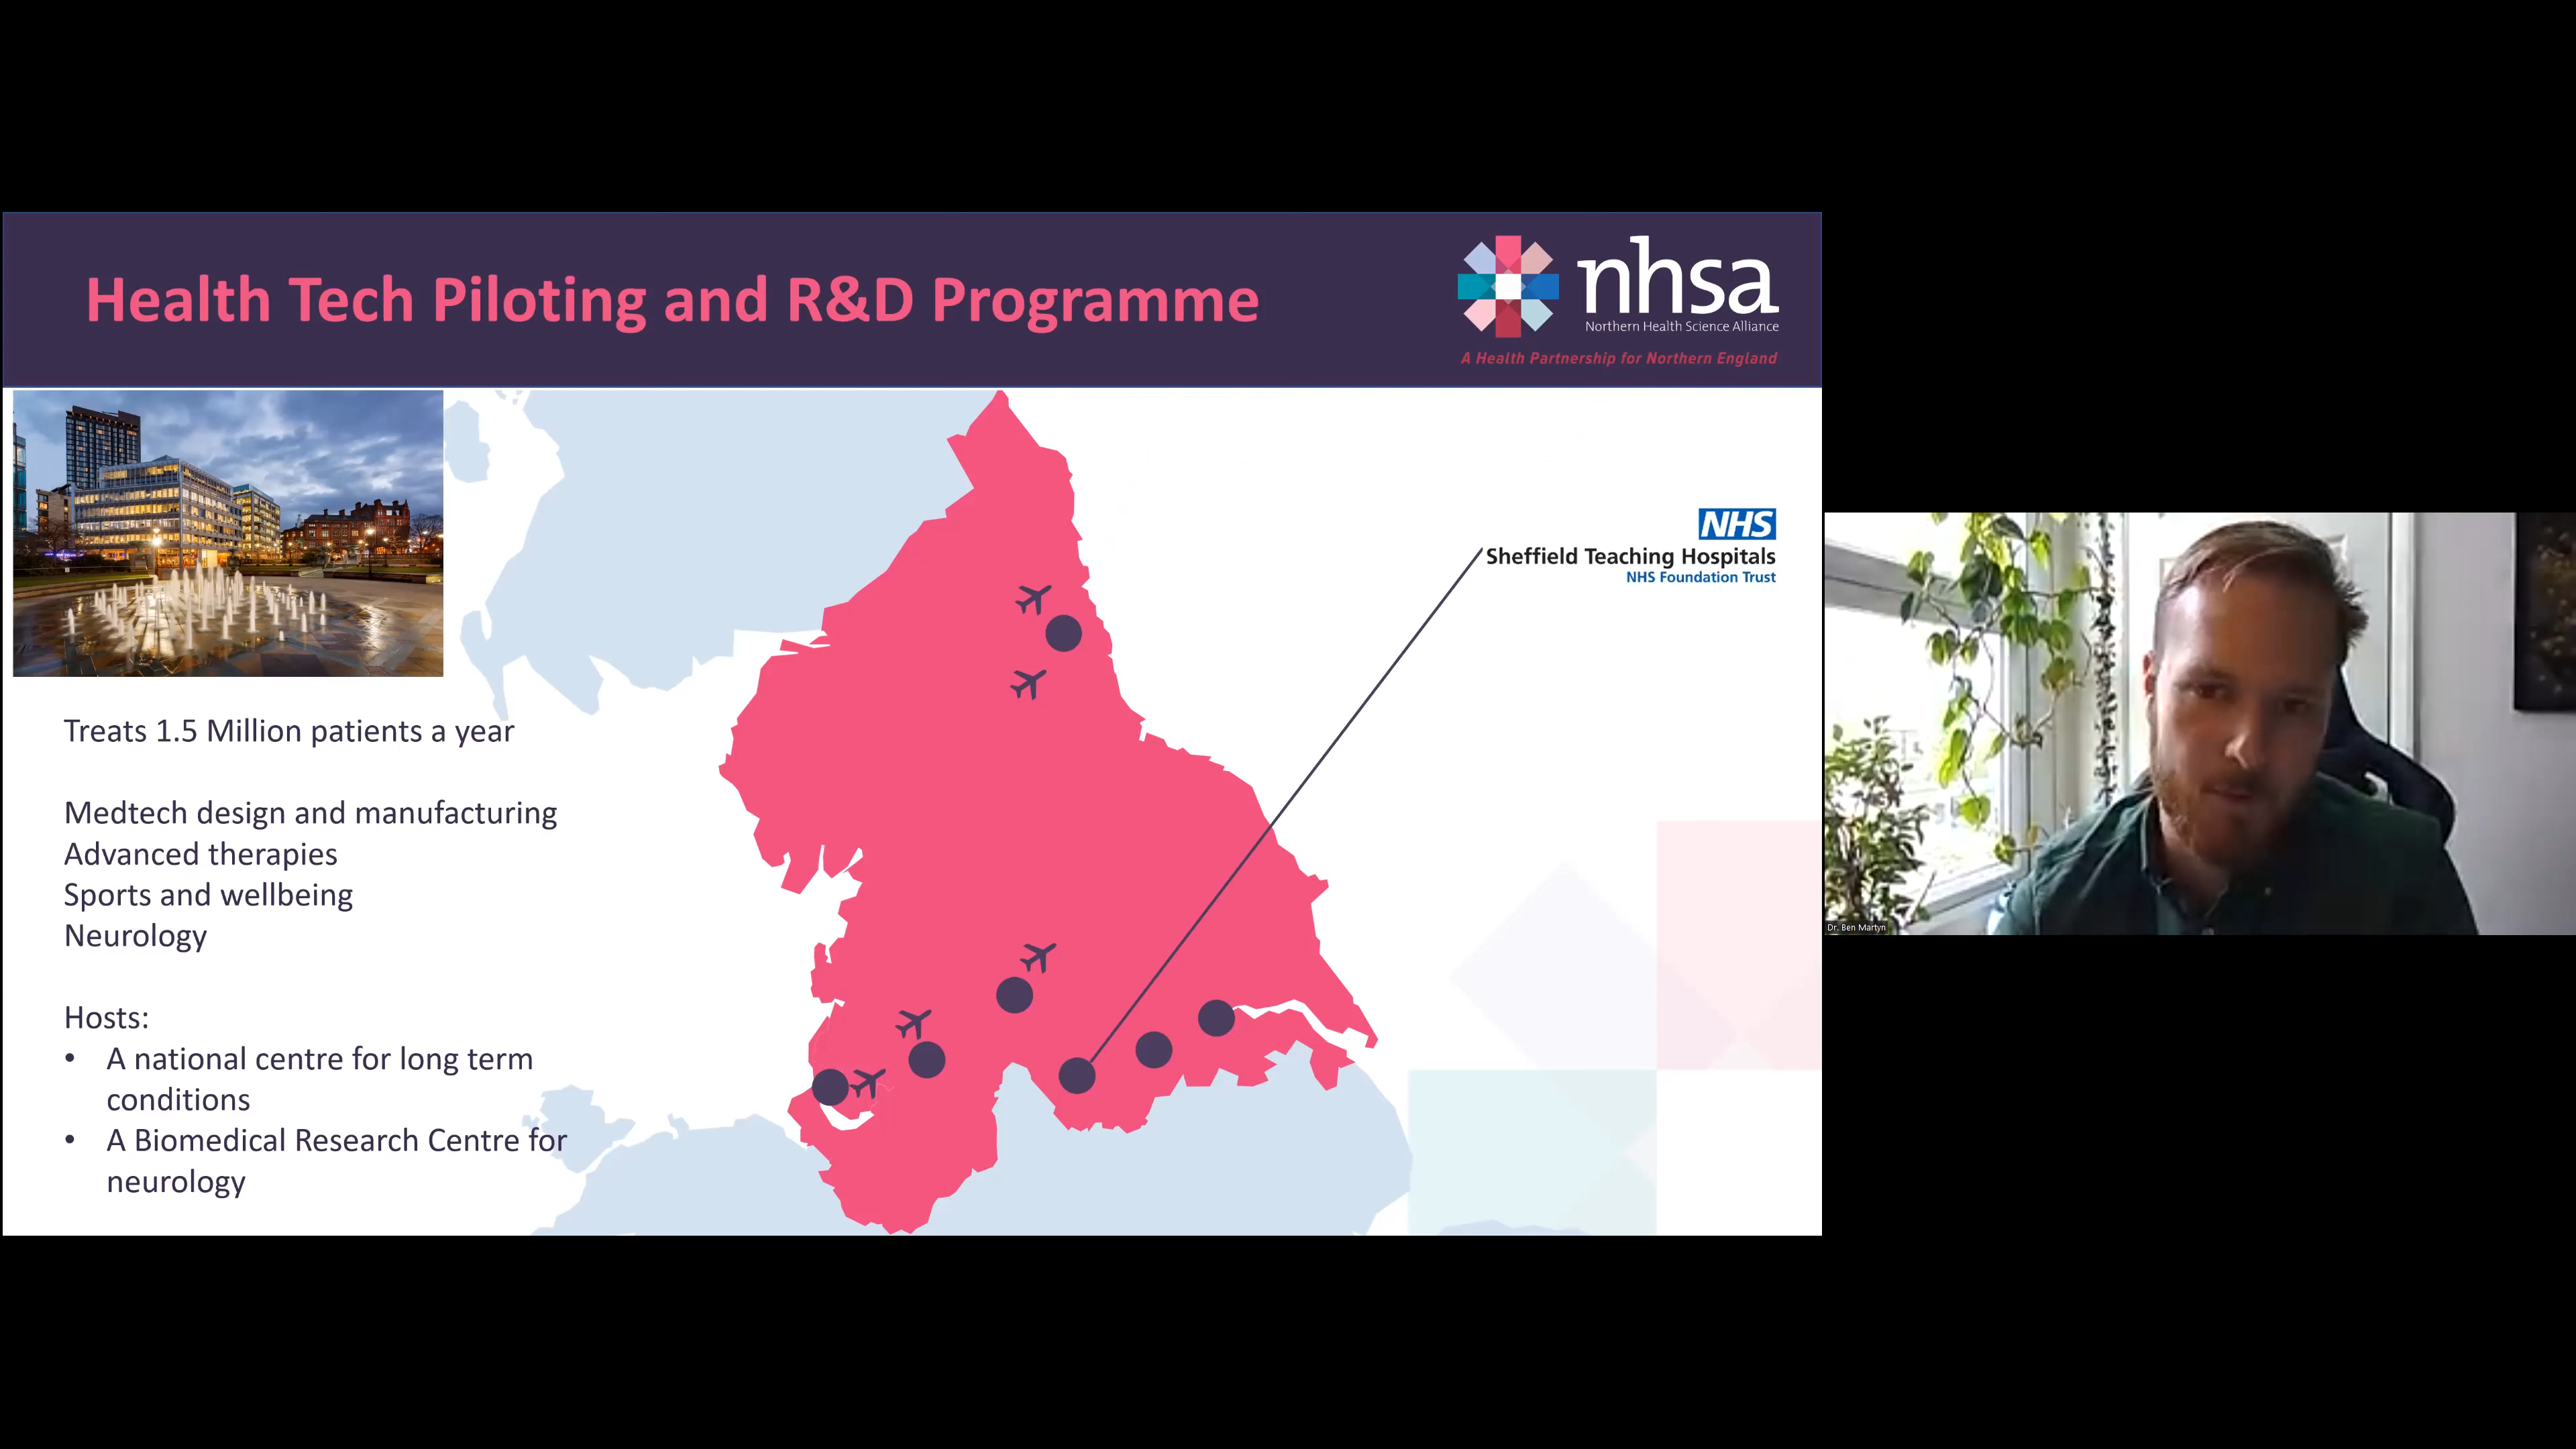 Health Tech Piloting and R&D Programme
nhsa
Northern Health Science Alliance
A Health Partnership for Northern England
NHS
Sheffield Teaching Hospitals
NHS Foundation Trust
Treats 1.5 Million patients a year
Medtech design and manufacturing
Advanced therapies
Sports and wellbeing
Neurology
Hosts:
• A national centre for long term
conditions
• A Biomedical Research Centre for
neurology
Dr. Ben Martyn